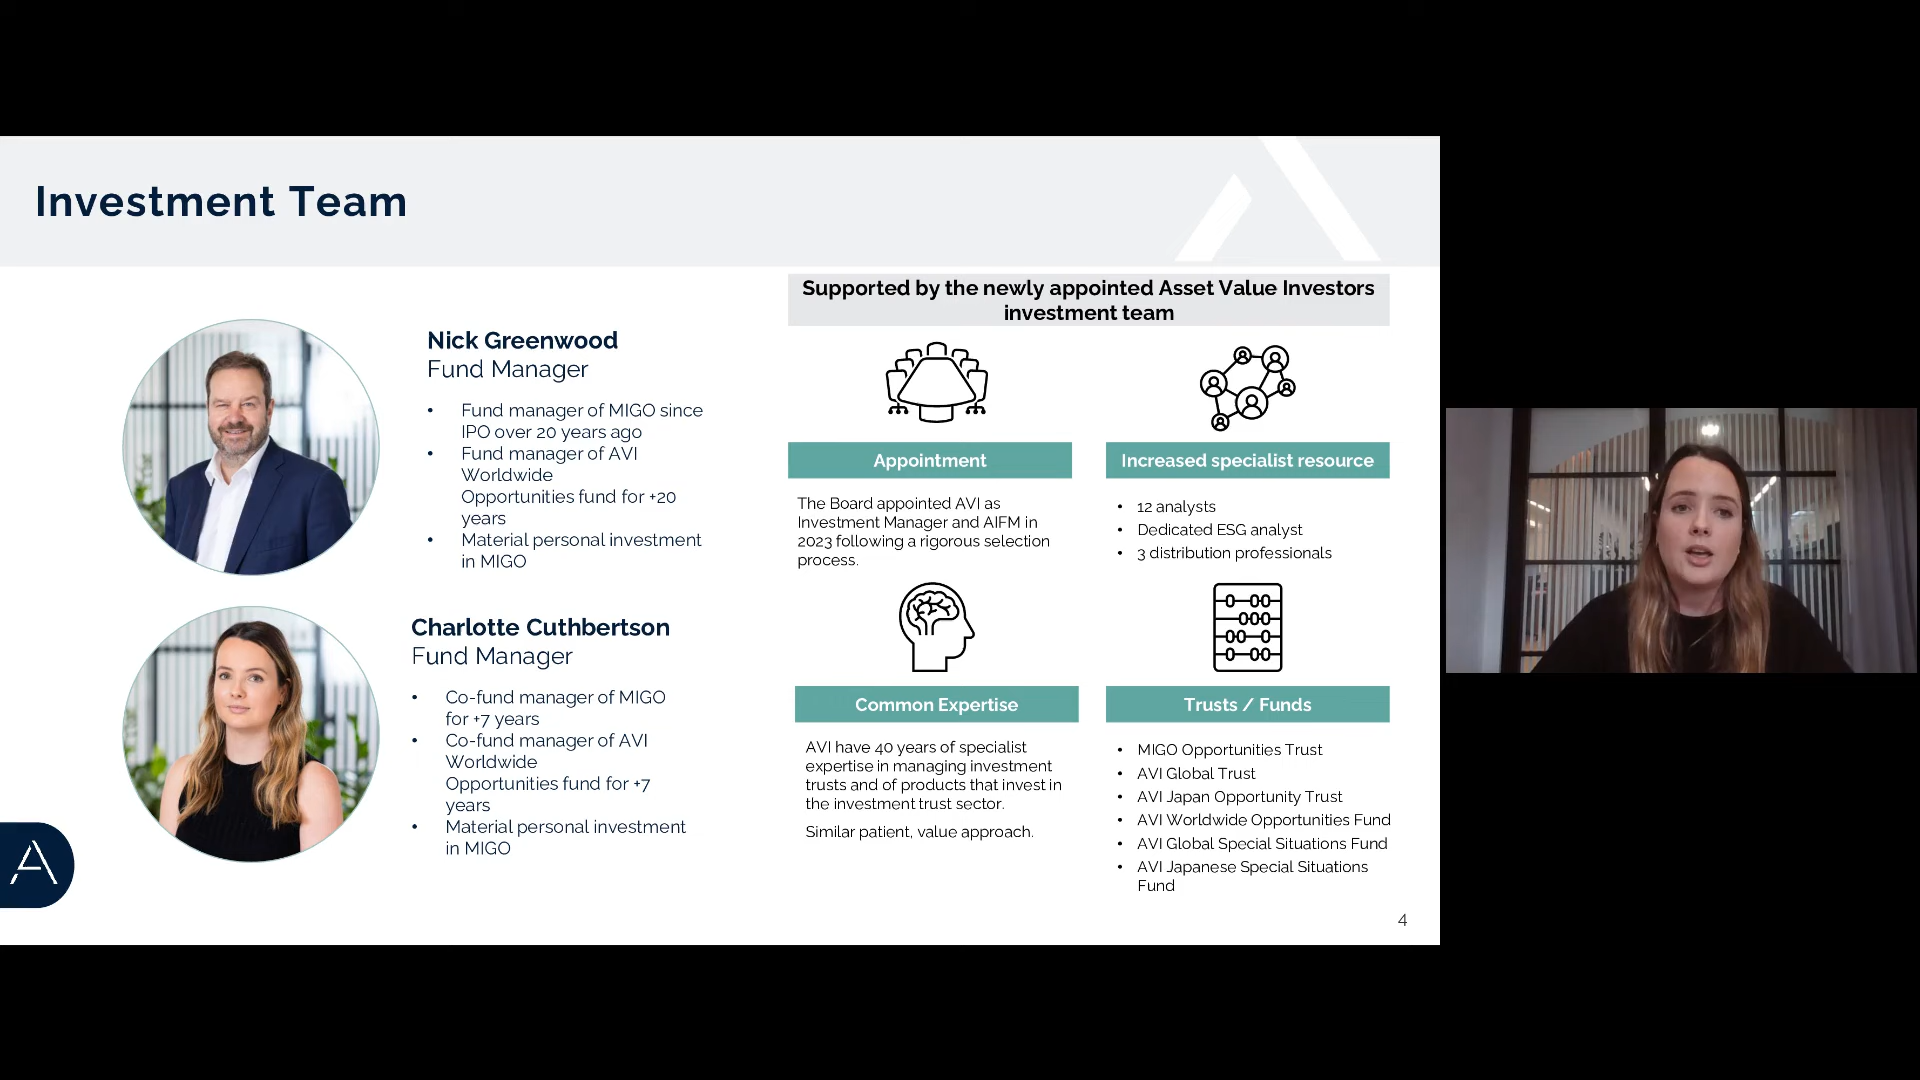 Investment Team
Nick Greenwood
Fund Manager
• Fund manager of MIGO since
IPO over 20 years ago
• Fund manager of AVI
Worldwide
Opportunities fund for +20
years
• Material personal investment
in MIGO
Charlotte Cuthbertson
Fund Manager
• Co-fund manager of MIGO
for +7 years
• Co-fund manager of AVI
Worldwide
Opportunities fund for +7
years
• Material personal investment
in MIGO
Supported by the newly appointed Asset Value Investors
investment team
Appointment
The Board appointed AVI as
Investment Manager and AIFM in
2023 following a rigorous selection
process.
Increased specialist resource
• 12 analysts
• Dedicated ESG analyst
• 3 distribution professionals
Common Expertise
AVI have 40 years of specialist
expertise in managing investment
trusts and of products that invest in
the investment trust sector.
Similar patient, value approach.
Trusts / Funds
• MIGO Opportunities Trust
• AVI Global Trust
• AVI Japan Opportunity Trust
• AVI Worldwide Opportunities Fund
• AVI Global Special Situations Fund
• AVI Japanese Special Situations
Fund
4